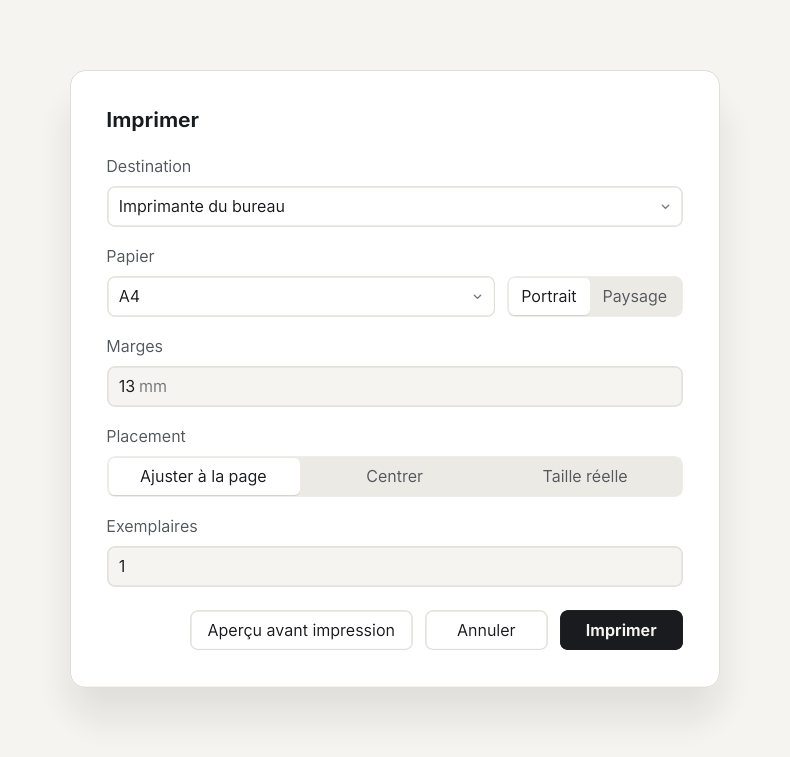 Imprimer
Destination
Imprimante du bureau
Papier
A4 Portrait Paysage
Marges
13 mm
Placement
Ajuster à la page Centrer Taille réelle
Exemplaires
1
Aperçu avant impression Annuler Imprimer